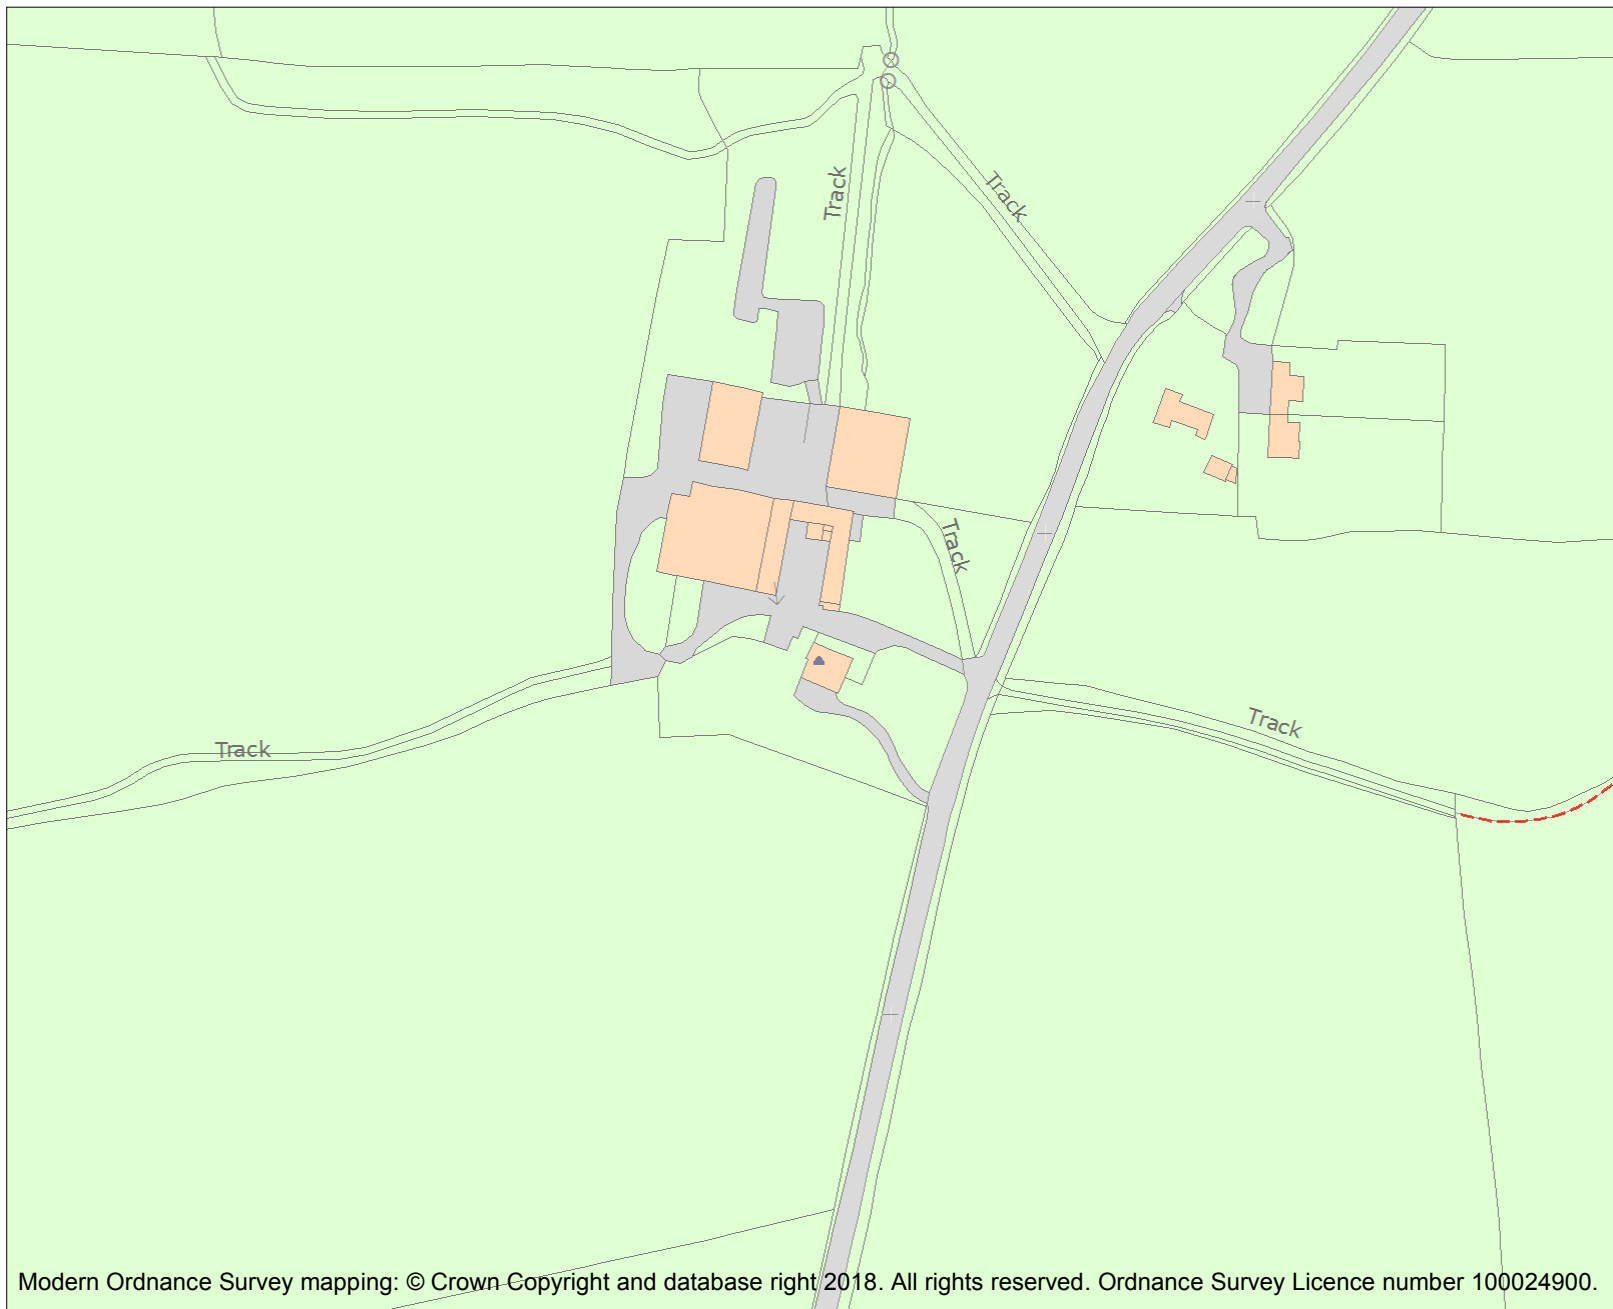 Track
Track
Track
Track
Track
Modern Ordnance Survey mapping: © Crown Copyright and database right 2018. All rights reserved. Ordnance Survey Licence number 100024900.